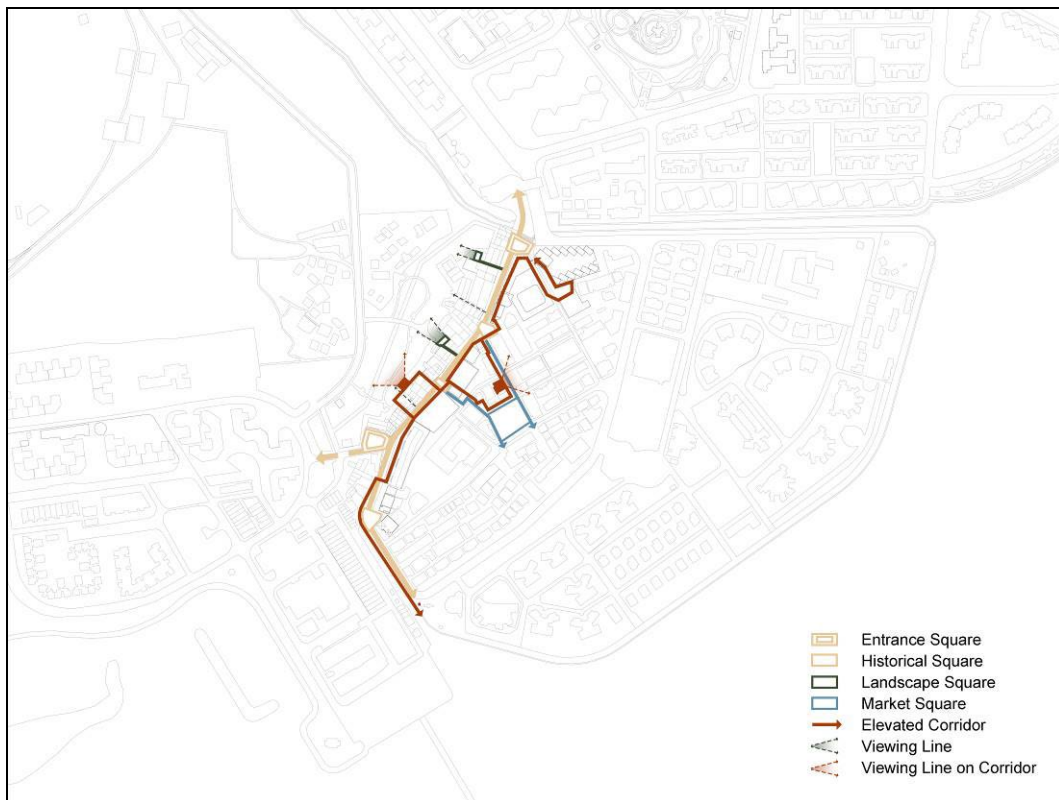 Entrance Square
Historical Square
Landscape Square
Market Square
Elevated Corridor
Viewing Line
Viewing Line on Corridor